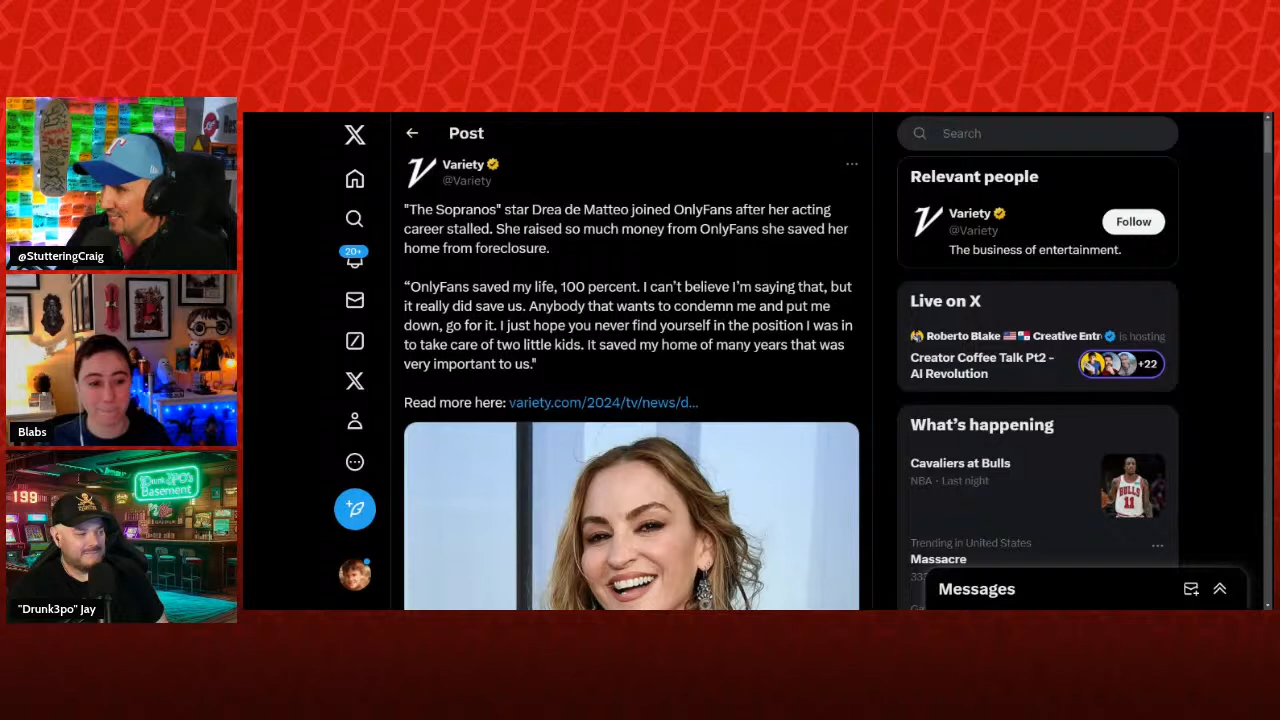 @StutteringCraig
Blabs
199
Drunk3PO's
Basement
"Drunk3po" Jay
Post
Variety
@Variety
"The Sopranos" star Drea de Matteo joined OnlyFans after her acting
career stalled. She raised so much money from OnlyFans she saved her
home from foreclosure.
“OnlyFans saved my life, 100 percent. I can't believe I'm saying that, but
it really did save us. Anybody that wants to condemn me and put me
down, go for it. I just hope you never find yourself in the position I was in
to take care of two little kids. It saved my home of many years that was
very important to us."
Read more here: variety.com/2024/tv/news/d...
20+
Search
Relevant people
Variety
@Variety
Follow
The business of entertainment.
Live on X
Roberto Blake Creative Entr is hosting
Creator Coffee Talk Pt2 -
AI Revolution
+22
What's happening
Cavaliers at Bulls
NBA · Last night
BULLS
11
Trending in United States
Massacre
Messages